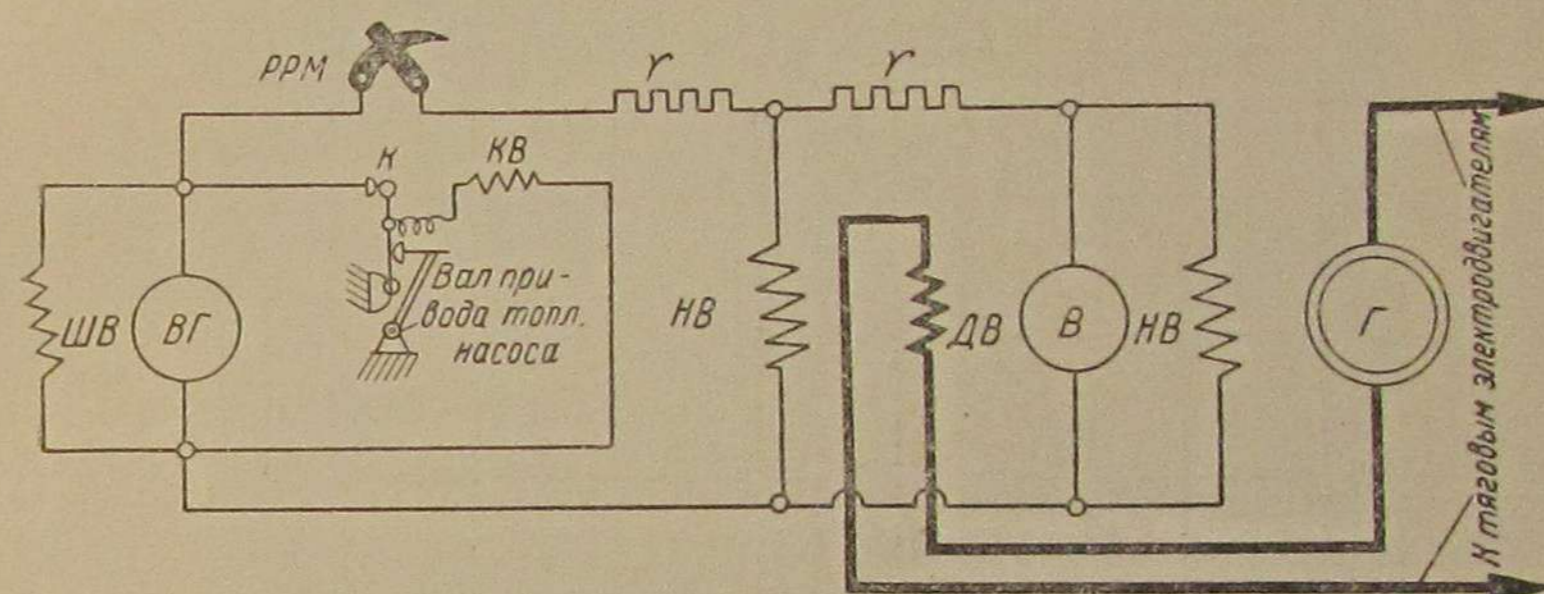 РРМ
r
r
К
КВ
ШВ
ВГ
Вал при-
вода топл.
насоса
НВ
ДВ
В
НВ
Г
К тяговым электродвигателям